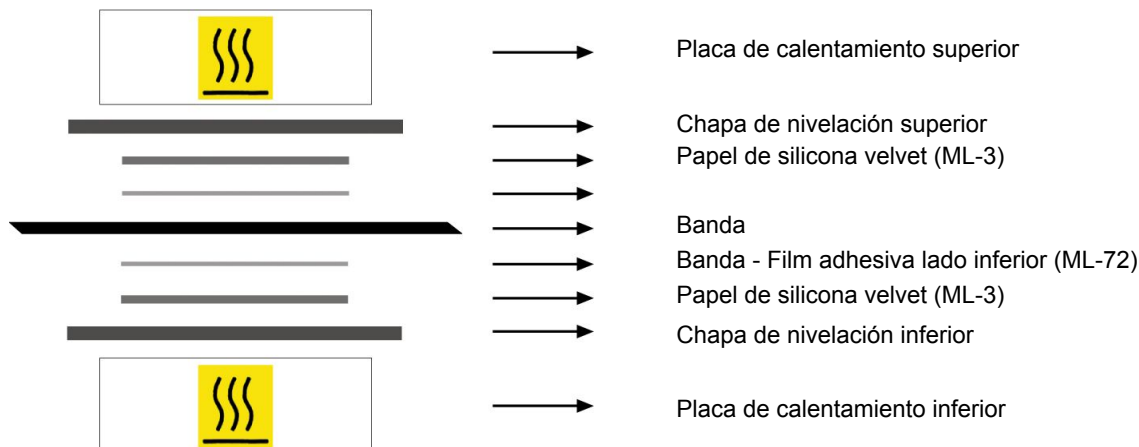 Placa de calentamiento superior
Chapa de nivelación superior
Papel de silicona velvet (ML-3)
Banda
Banda - Film adhesiva lado inferior (ML-72)
Papel de silicona velvet (ML-3)
Chapa de nivelación inferior
Placa de calentamiento inferior